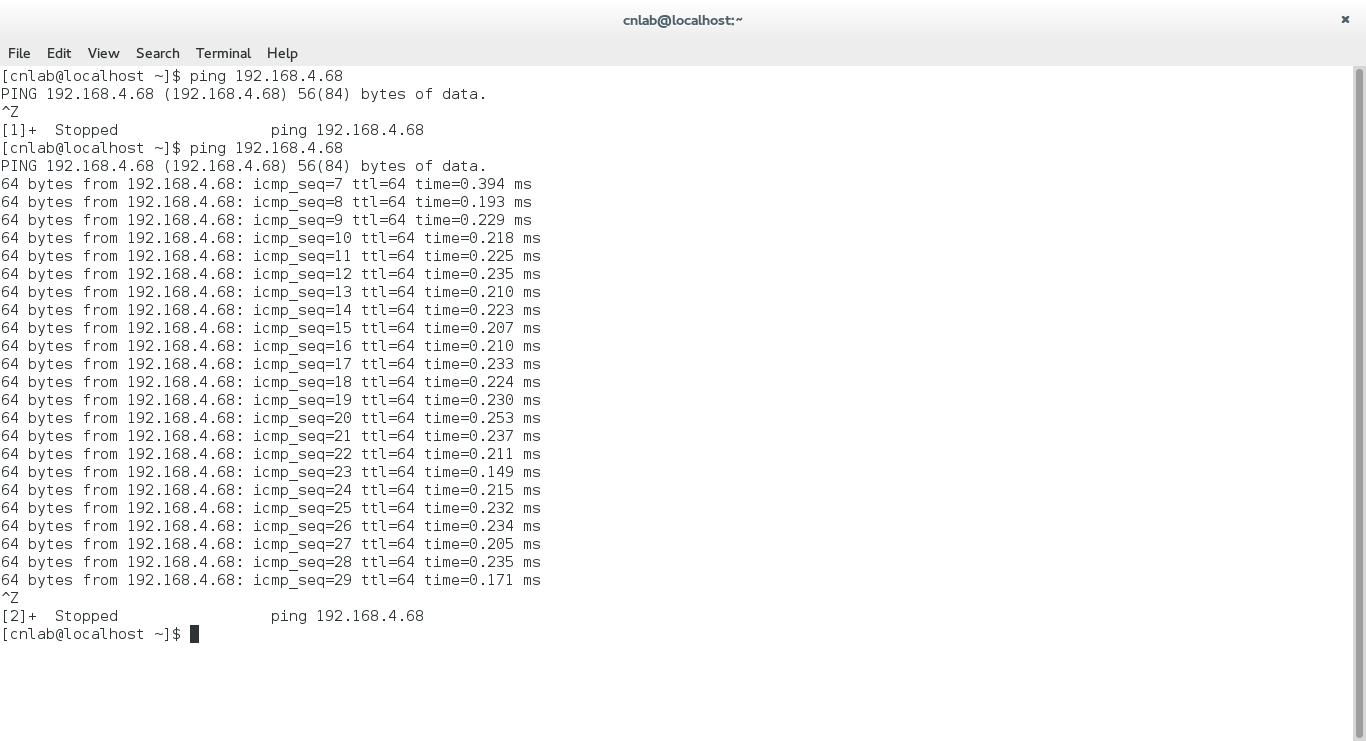 cnlab@localhost:~
×
File Edit View Search Terminal Help
[cnlab@localhost ~]$ ping 192.168.4.68
PING 192.168.4.68 (192.168.4.68) 56(84) bytes of data.
^Z
[1]+  Stopped                 ping 192.168.4.68
[cnlab@localhost ~]$ ping 192.168.4.68
PING 192.168.4.68 (192.168.4.68) 56(84) bytes of data.
64 bytes from 192.168.4.68: icmp_seq=7 ttl=64 time=0.394 ms
64 bytes from 192.168.4.68: icmp_seq=8 ttl=64 time=0.193 ms
64 bytes from 192.168.4.68: icmp_seq=9 ttl=64 time=0.229 ms
64 bytes from 192.168.4.68: icmp_seq=10 ttl=64 time=0.218 ms
64 bytes from 192.168.4.68: icmp_seq=11 ttl=64 time=0.225 ms
64 bytes from 192.168.4.68: icmp_seq=12 ttl=64 time=0.235 ms
64 bytes from 192.168.4.68: icmp_seq=13 ttl=64 time=0.210 ms
64 bytes from 192.168.4.68: icmp_seq=14 ttl=64 time=0.223 ms
64 bytes from 192.168.4.68: icmp_seq=15 ttl=64 time=0.207 ms
64 bytes from 192.168.4.68: icmp_seq=16 ttl=64 time=0.210 ms
64 bytes from 192.168.4.68: icmp_seq=17 ttl=64 time=0.233 ms
64 bytes from 192.168.4.68: icmp_seq=18 ttl=64 time=0.224 ms
64 bytes from 192.168.4.68: icmp_seq=19 ttl=64 time=0.230 ms
64 bytes from 192.168.4.68: icmp_seq=20 ttl=64 time=0.253 ms
64 bytes from 192.168.4.68: icmp_seq=21 ttl=64 time=0.237 ms
64 bytes from 192.168.4.68: icmp_seq=22 ttl=64 time=0.211 ms
64 bytes from 192.168.4.68: icmp_seq=23 ttl=64 time=0.149 ms
64 bytes from 192.168.4.68: icmp_seq=24 ttl=64 time=0.215 ms
64 bytes from 192.168.4.68: icmp_seq=25 ttl=64 time=0.232 ms
64 bytes from 192.168.4.68: icmp_seq=26 ttl=64 time=0.234 ms
64 bytes from 192.168.4.68: icmp_seq=27 ttl=64 time=0.205 ms
64 bytes from 192.168.4.68: icmp_seq=28 ttl=64 time=0.235 ms
64 bytes from 192.168.4.68: icmp_seq=29 ttl=64 time=0.171 ms
^Z
[2]+  Stopped                 ping 192.168.4.68
[cnlab@localhost ~]$